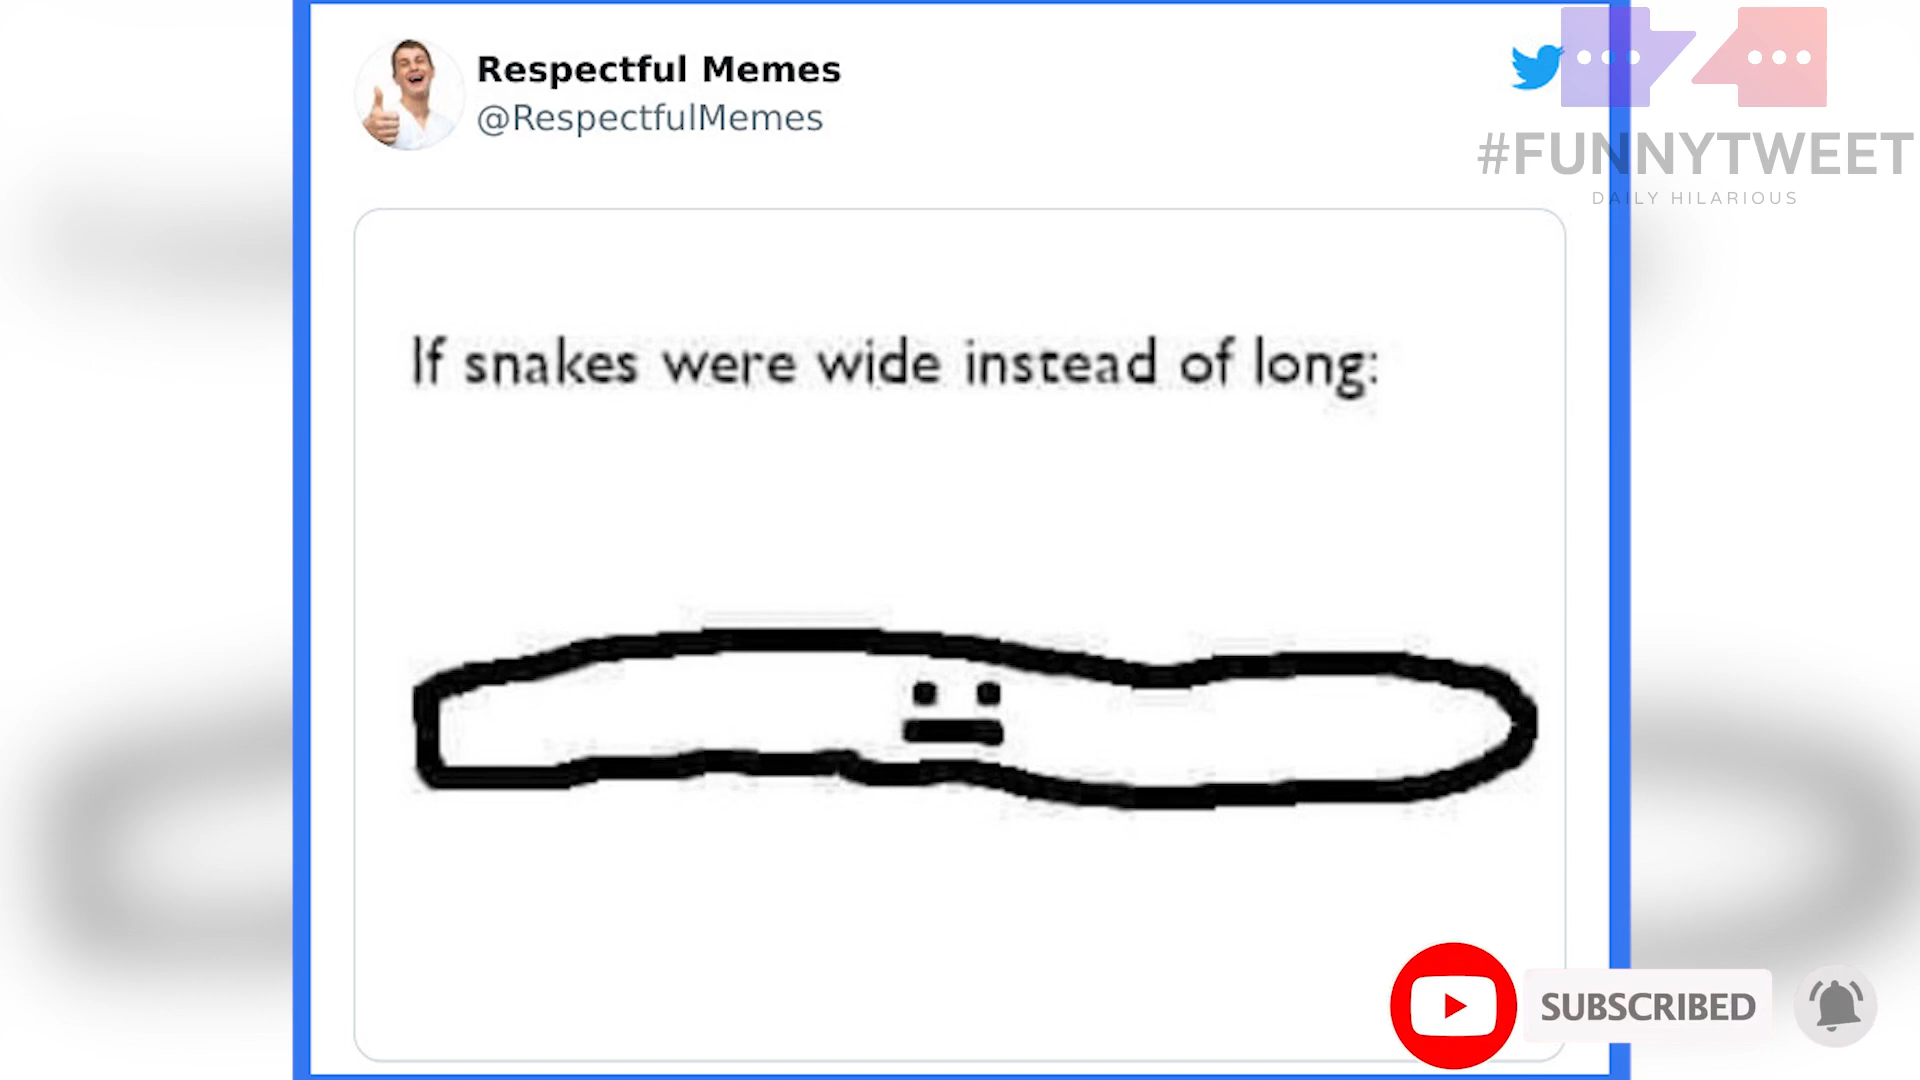 Respectful Memes
@RespectfulMemes
#FUNNYTWEET
DAILY HILARIOUS
If snakes were wide instead of long:
SUBSCRIBED